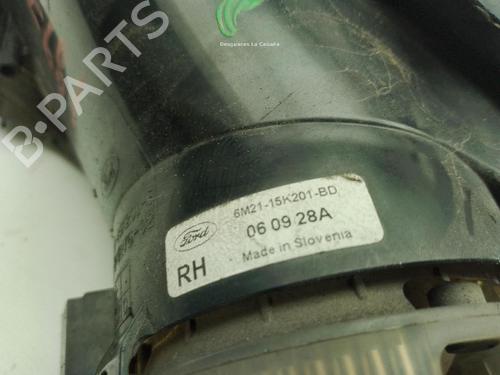 Desguaces La Cabaña
B-PARTS
6M21-15K201-BD
Ford
06 09 28A
RH
Made in Slovenia